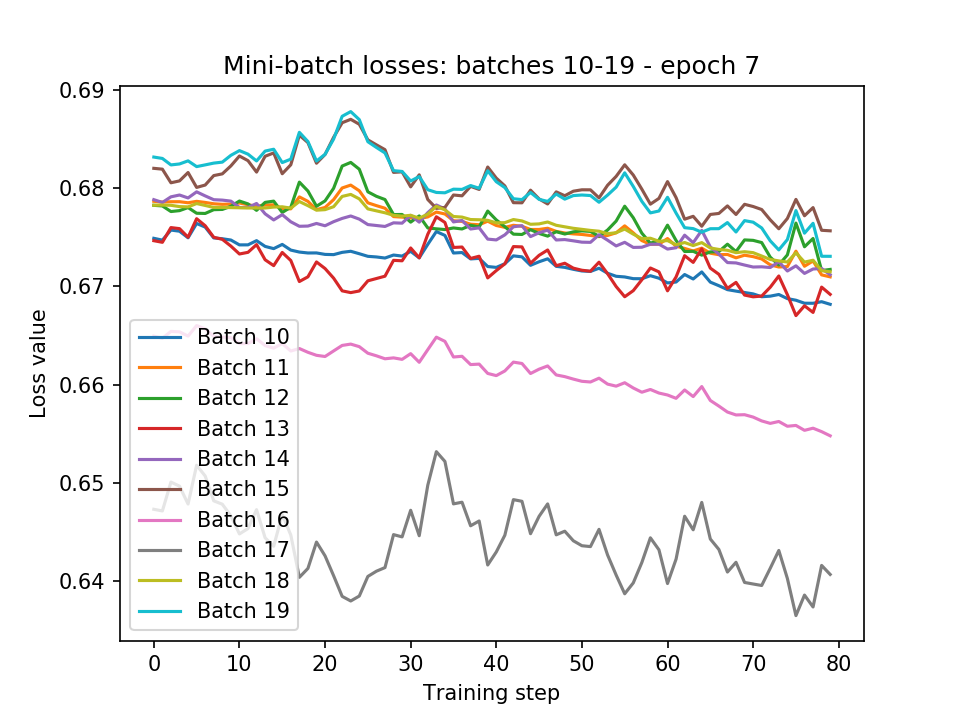 Mini-batch losses: batches 10-19 - epoch 7
0.69
0.68
0.67
0.66
0.65
0.64
Loss value
Batch 10
Batch 11
Batch 12
Batch 13
Batch 14
Batch 15
Batch 16
Batch 17
Batch 18
Batch 19
0 10 20 30 40 50 60 70 80
Training step